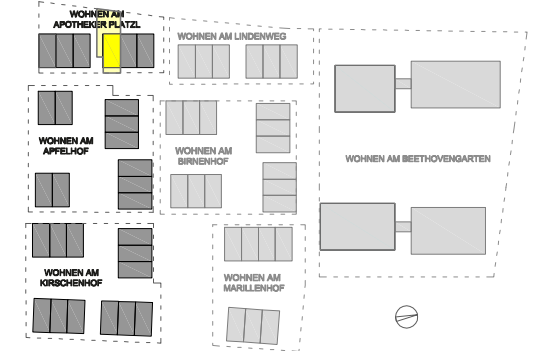 WOHNEN AM
APOTHEKER PLATZL
WOHNEN AM LINDENWEG
WOHNEN AM
APFELHOF
WOHNEN AM
BIRNENHOF
WOHNEN AM BEETHOVENGARTEN
WOHNEN AM
KIRSCHENHOF
WOHNEN AM
MARILLENHOF